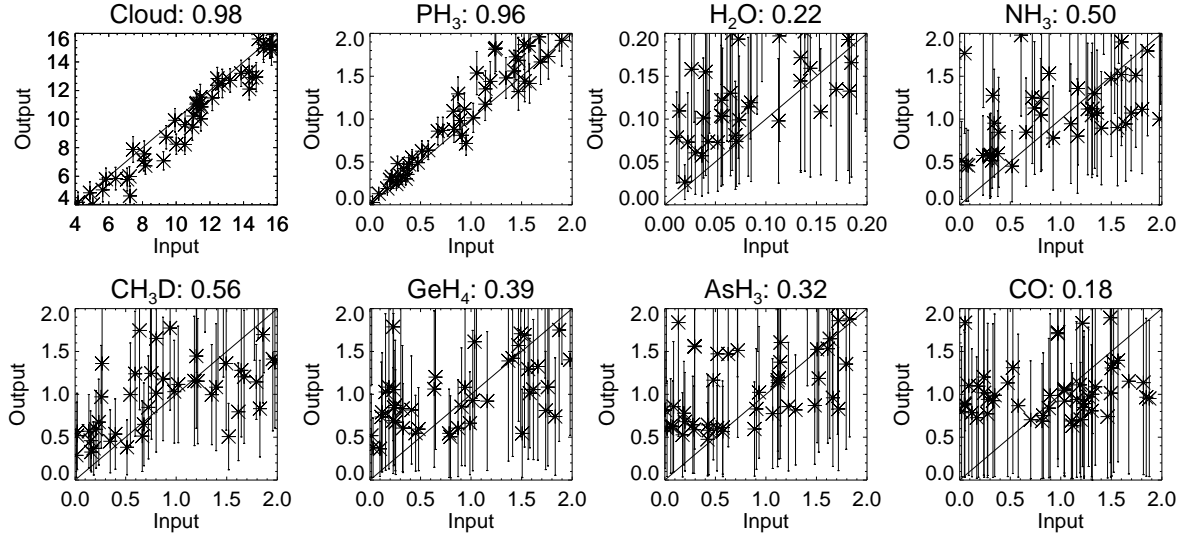 Cloud: 0.98
PH₃: 0.96
H₂O: 0.22
NH₃: 0.50
16
14
12
10
8
6
4
Output
4 6 8 10 12 14 16
Input
2.0
1.5
1.0
0.5
0.0
Output
0.0 0.5 1.0 1.5 2.0
Input
0.20
0.15
0.10
0.05
0.00
Output
0.00 0.05 0.10 0.15 0.20
Input
2.0
1.5
1.0
0.5
0.0
Output
0.0 0.5 1.0 1.5 2.0
Input
CH₃D: 0.56
GeH₄: 0.39
AsH₃: 0.32
CO: 0.18
2.0
1.5
1.0
0.5
0.0
Output
0.0 0.5 1.0 1.5 2.0
Input
2.0
1.5
1.0
0.5
0.0
Output
0.0 0.5 1.0 1.5 2.0
Input
2.0
1.5
1.0
0.5
0.0
Output
0.0 0.5 1.0 1.5 2.0
Input
2.0
1.5
1.0
0.5
0.0
Output
0.0 0.5 1.0 1.5 2.0
Input